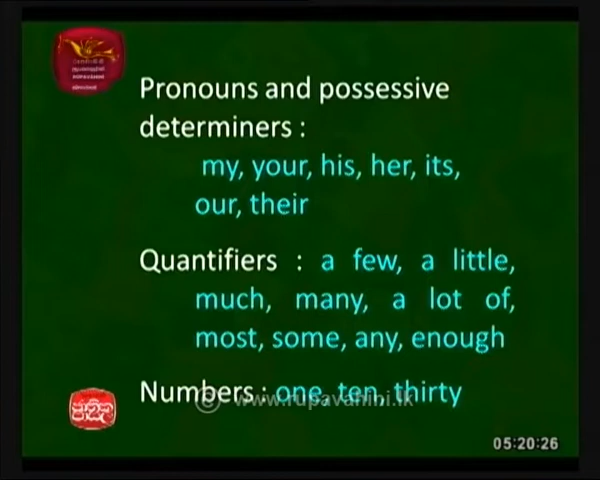 Pronouns and possessive
determiners :
my, your, his, her, its,
our, their
Quantifiers : a few, a little,
much, many, a lot of,
most, some, any, enough
Numbers : one, ten, thirty
© www.rupavahini.lk
05:20:26